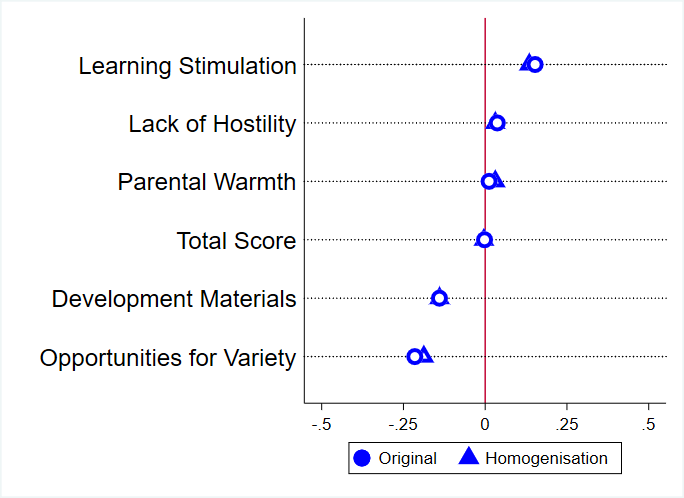 Learning Stimulation
Lack of Hostility
Parental Warmth
Total Score
Development Materials
Opportunities for Variety
-.5 -.25 0 .25 .5
Original Homogenisation